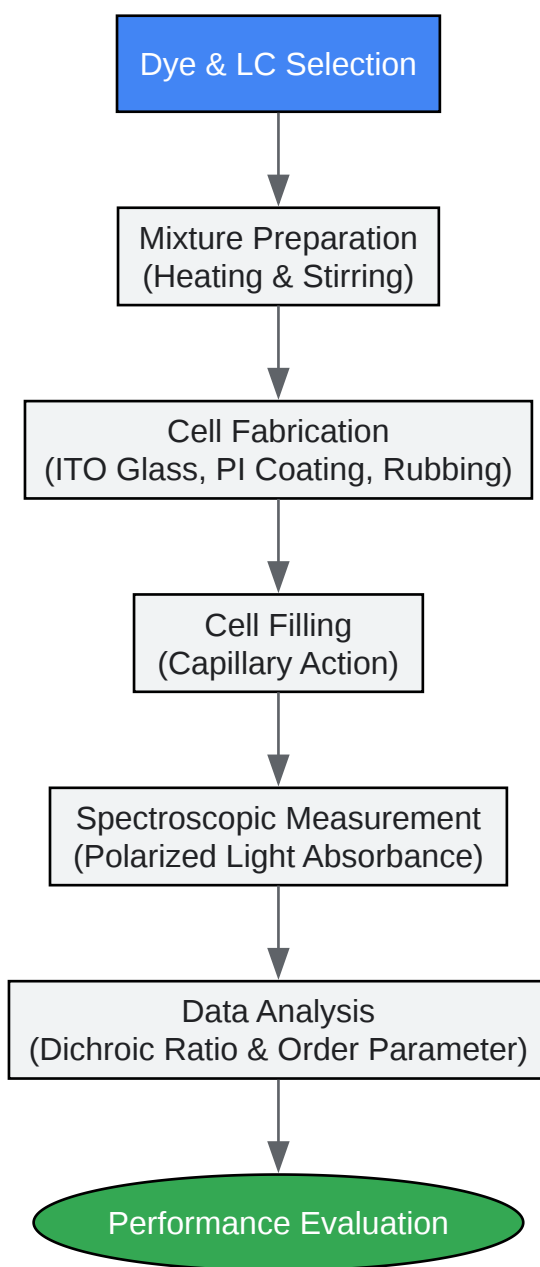 Dye & LC Selection
Mixture Preparation
(Heating & Stirring)
Cell Fabrication
(ITO Glass, PI Coating, Rubbing)
Cell Filling
(Capillary Action)
Spectroscopic Measurement
(Polarized Light Absorbance)
Data Analysis
(Dichroic Ratio & Order Parameter)
Performance Evaluation